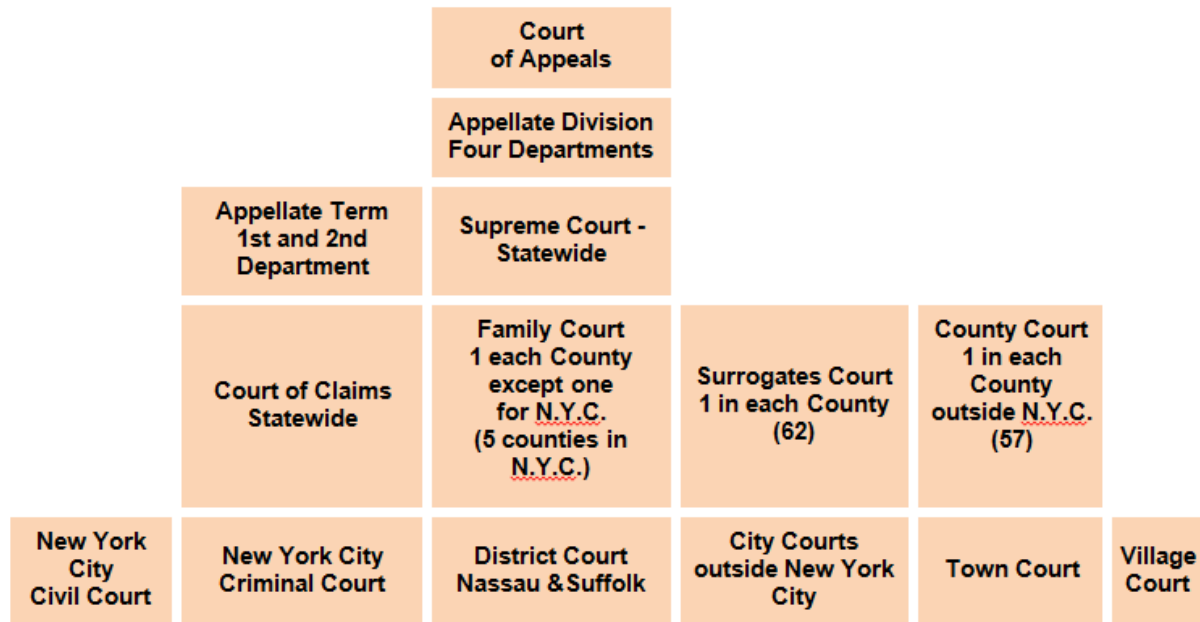 Court
of Appeals
Appellate Division
Four Departments
Appellate Term
1st and 2nd
Department
Supreme Court -
Statewide
Court of Claims
Statewide
Family Court
1 each County
except one
for N.Y.C.
(5 counties in
N.Y.C.)
Surrogates Court
1 in each County
(62)
County Court
1 in each
County
outside N.Y.C.
(57)
New York
City
Civil Court
New York City
Criminal Court
District Court
Nassau & Suffolk
City Courts
outside New York
City
Town Court
Village
Court